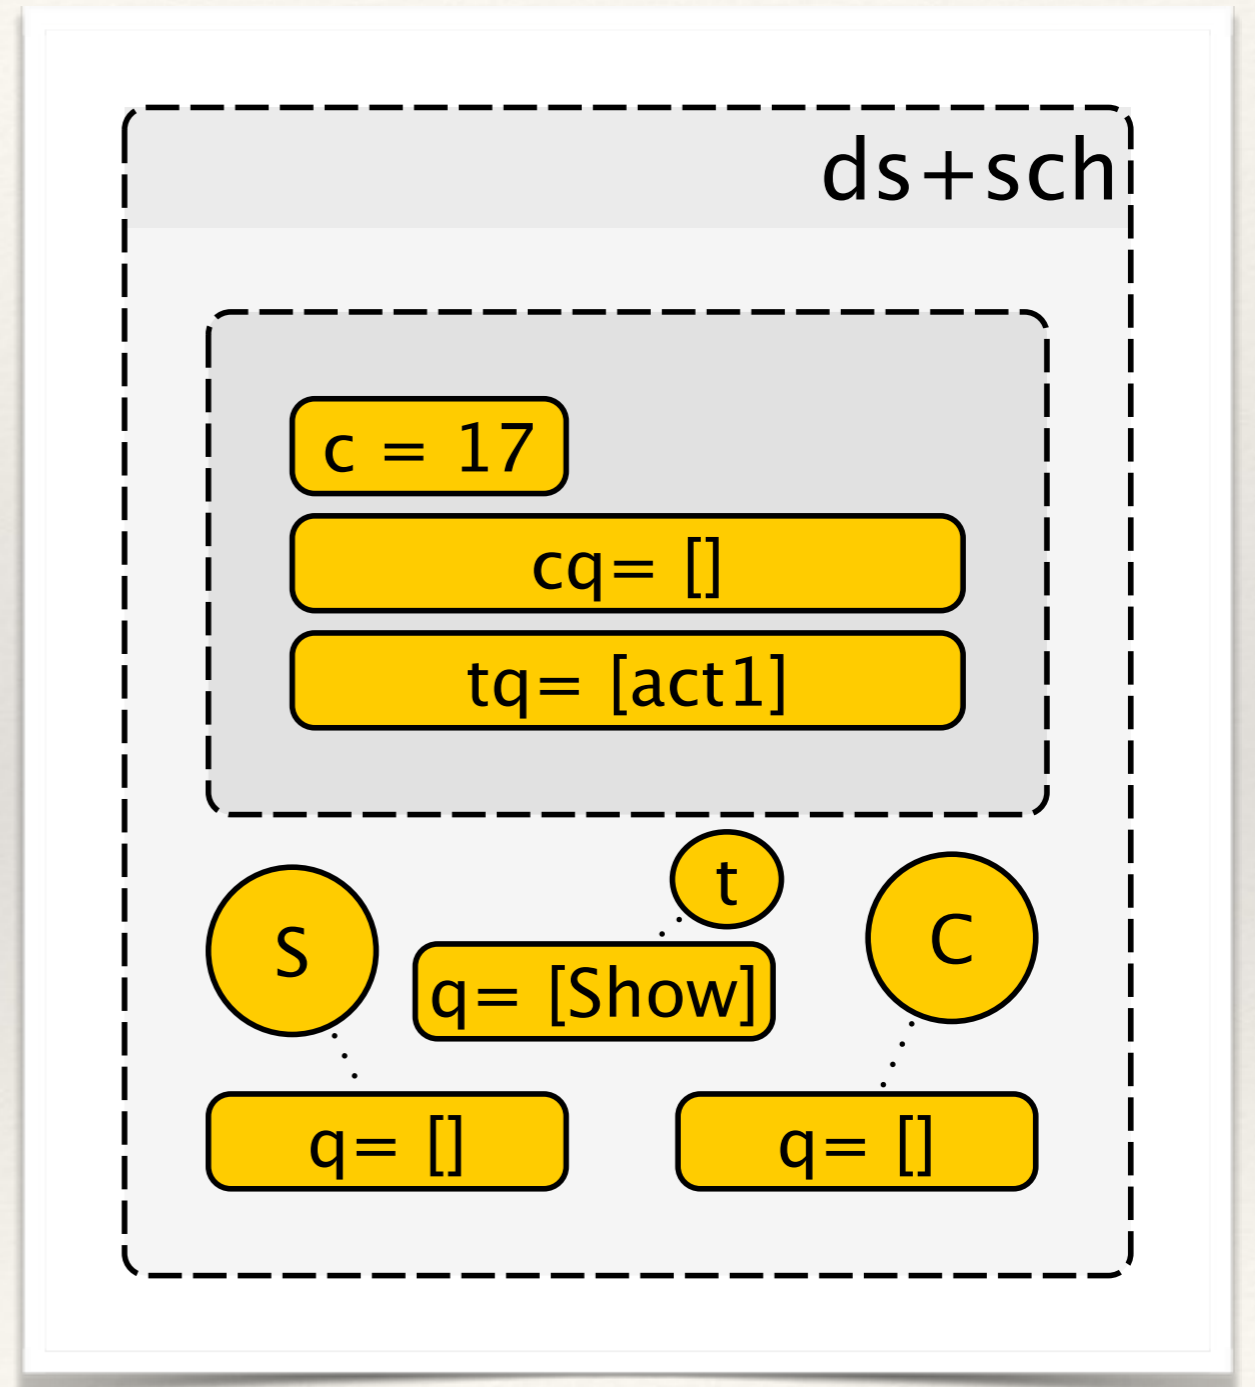 ds+sch
c = 17
cq= []
tq= [act1]
t
S
C
q= [Show]
q= []
q= []